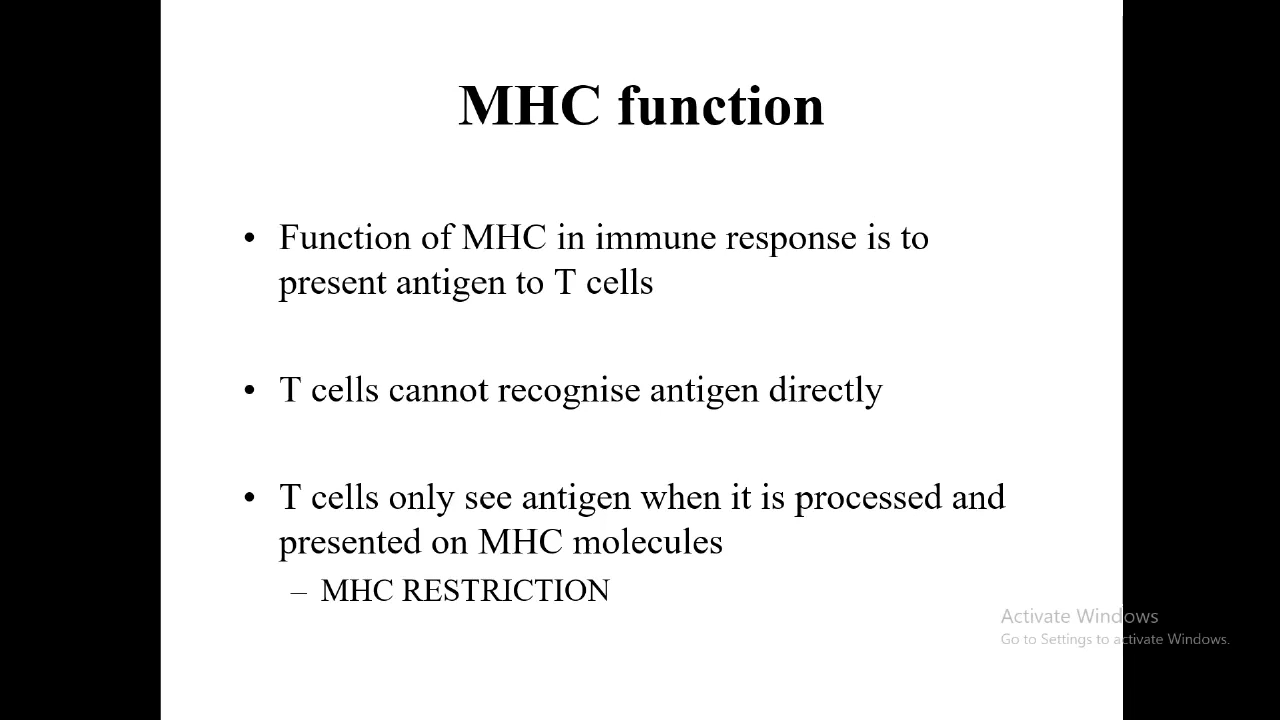 MHC function
• Function of MHC in immune response is to
present antigen to T cells
• T cells cannot recognise antigen directly
• T cells only see antigen when it is processed and
presented on MHC molecules
– MHC RESTRICTION
Activate Windows
Go to Settings to activate Windows.